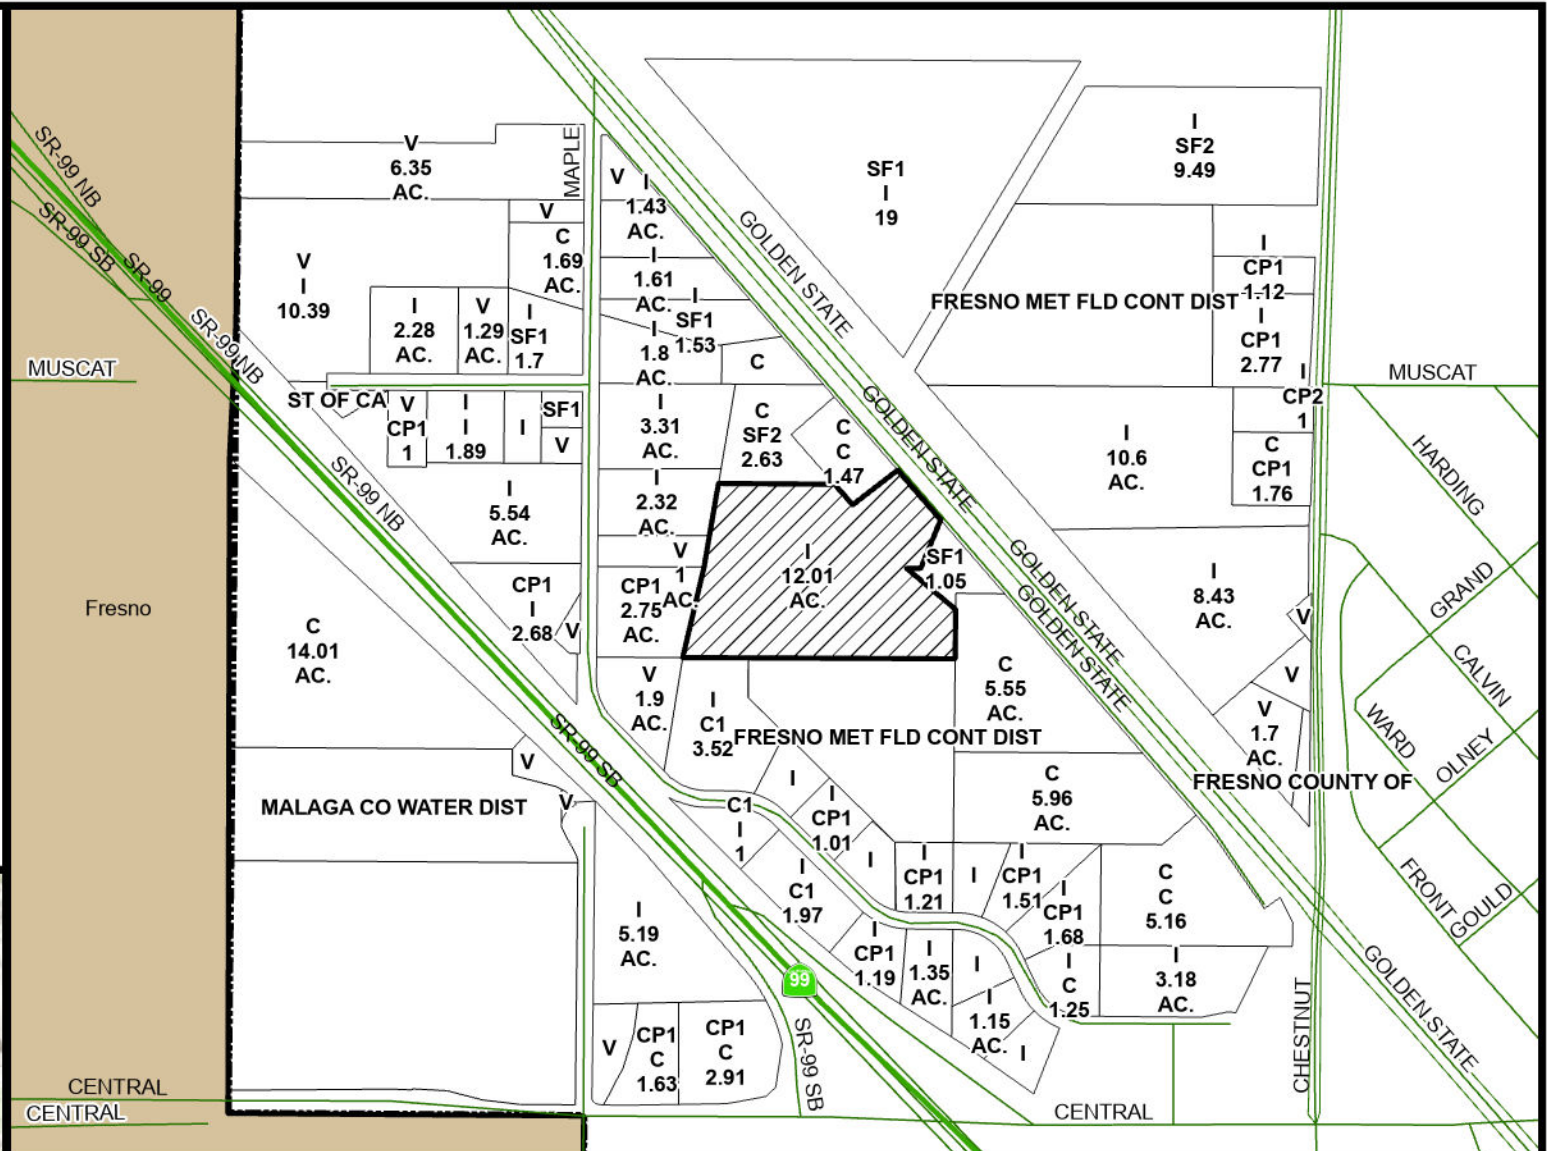 SR-99 NB
SR-99 SB
SR-99
SR-99 NB
MUSCAT
Fresno
CENTRAL
CENTRAL
V
6.35
AC.
MAPLE
V
I
10.39
V
C
1.69
AC.
I
2.28
AC.
V
1.29
AC.
I
SF1
1.7
ST OF CA
V
CP1
1
I
I
1.89
I
SF1
V
SR-99 NB
I
5.54
AC.
CP1
I
2.68
V
C
14.01
AC.
V
I
1.43
AC.
I
1.61
AC.
I
SF1
1.53
I
1.8
AC.
C
I
3.31
AC.
C
SF2
2.63
C
C
1.47
I
2.32
AC.
V
1
AC.
CP1
2.75
AC.
I
12.01
AC.
SF1
1.05
V
1.9
AC.
I
C1
3.52
FRESNO MET FLD CONT DIST
C
5.55
AC.
C
5.96
AC.
SF1
I
19
I
SF2
9.49
GOLDEN STATE
GOLDEN STATE
GOLDEN STATE
GOLDEN STATE
GOLDEN STATE
FRESNO MET FLD CONT DIST
I
CP1
1.12
I
CP1
2.77
I
CP2
1
C
CP1
1.76
I
10.6
AC.
I
8.43
AC.
V
V
V
1.7
AC.
FRESNO COUNTY OF
MUSCAT
HARDING
GRAND
CALVIN
WARD
OLNEY
FRONT
GOULD
GOLDEN STATE
CHESTNUT
SR-99 SB
V
V
MALAGA CO WATER DIST
I
5.19
AC.
V
CP1
C
1.63
CP1
C
2.91
99
SR-99 SB
C1
I
1
I
I
CP1
1.01
I
I
C1
1.97
I
CP1
1.21
I
I
CP1
1.51
I
CP1
1.68
C
C
5.16
I
CP1
1.19
I
1.35
AC.
I
I
1.15
AC.
I
I
C
1.25
I
3.18
AC.
CENTRAL